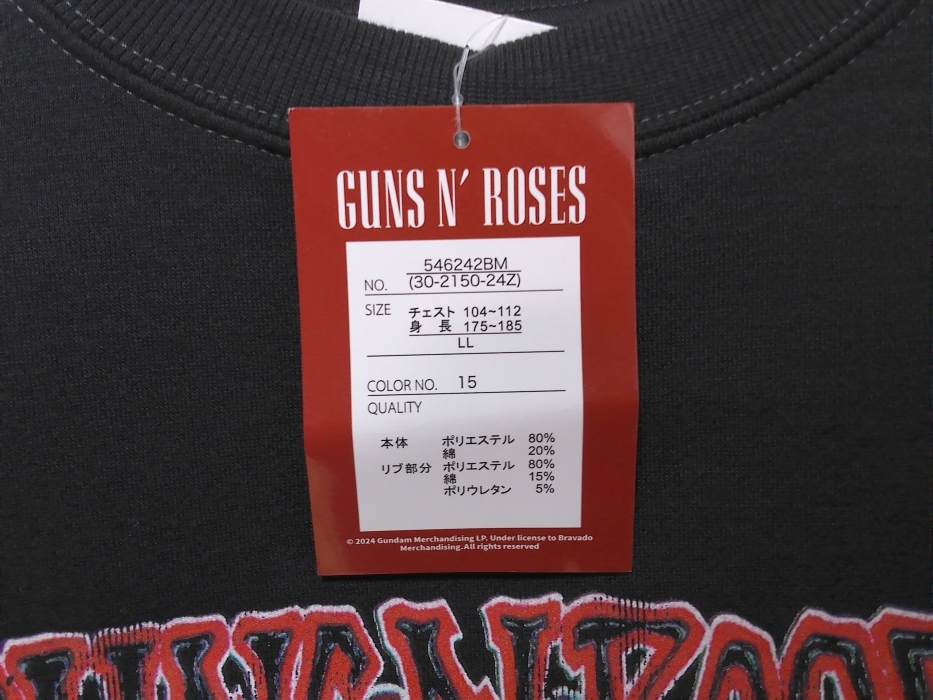 GUNS N' ROSES
546242BM
NO. (30-2150-24Z)
SIZE チェスト 104~112
身 長 175~185
LL
COLOR NO. 15
QUALITY
本体 ポリエステル 80%
綿 20%
リブ部分 ポリエステル 80%
綿 15%
ポリウレタン 5%
© 2024 Gundam Merchandising LP. Under license to Bravado
Merchandising. All rights reserved